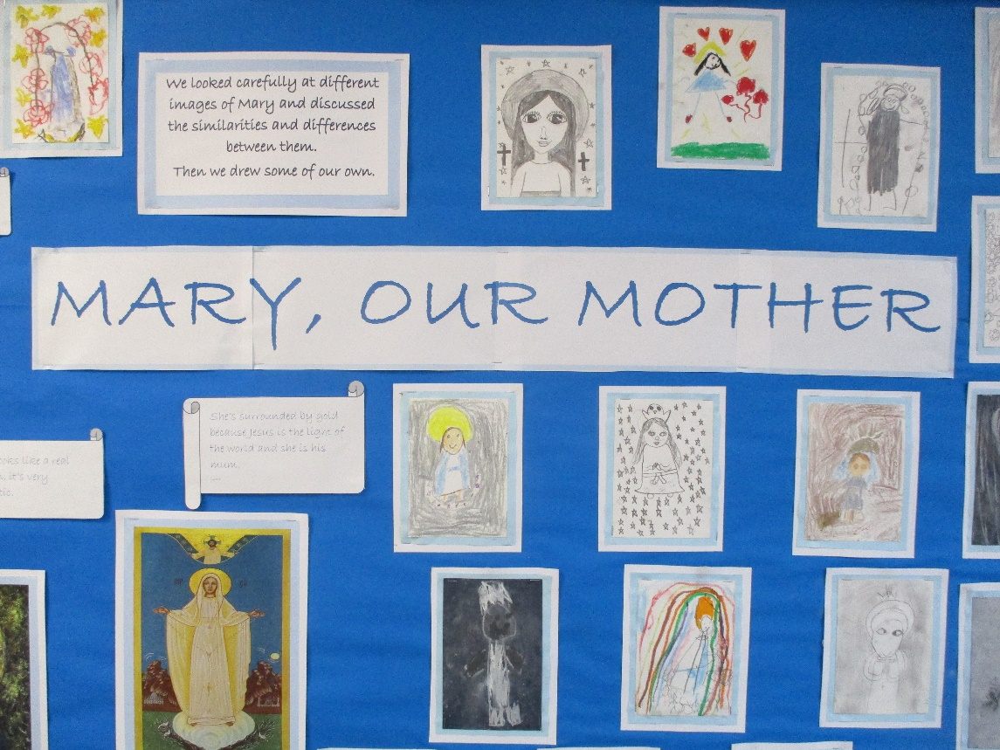 We looked carefully at different
images of Mary and discussed
the similarities and differences
between them.
Then we drew some of our own.
MARY, OUR MOTHER
She's surrounded by gold
because Jesus is the light of
the world and she is his
mum.
like a real
it's very